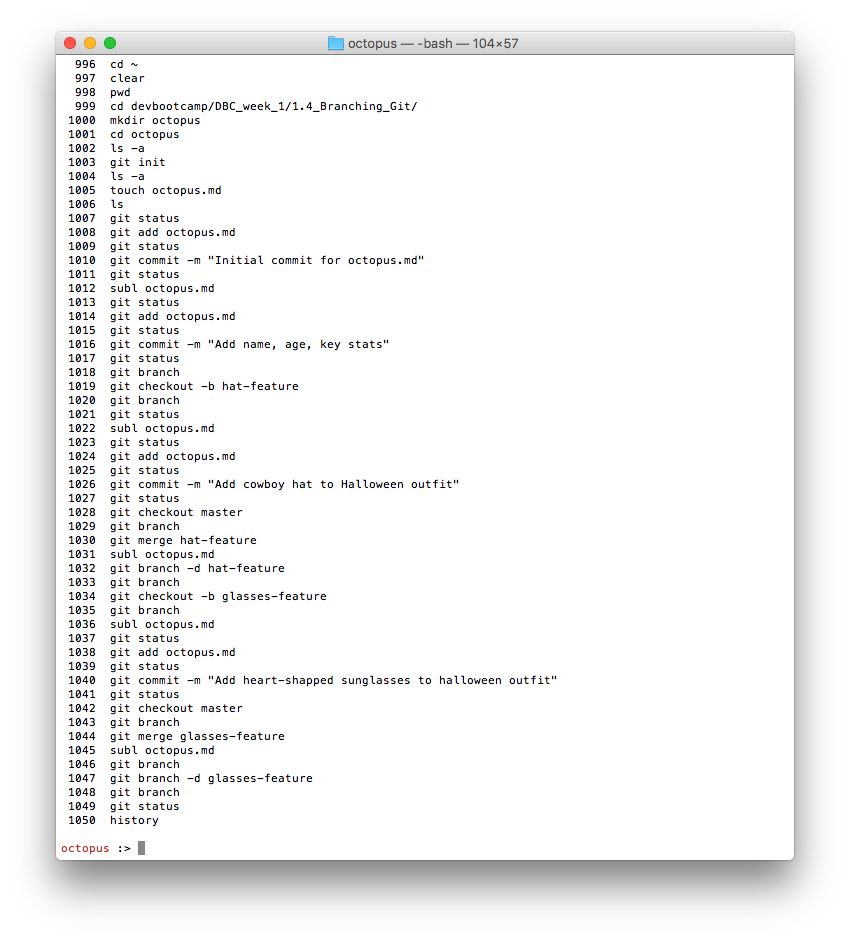 octopus — -bash — 104×57
996 cd ~
997 clear
998 pwd
999 cd devbootcamp/DBC_week_1/1.4_Branching_Git/
1000 mkdir octopus
1001 cd octopus
1002 ls -a
1003 git init
1004 ls -a
1005 touch octopus.md
1006 ls
1007 git status
1008 git add octopus.md
1009 git status
1010 git commit -m "Initial commit for octopus.md"
1011 git status
1012 subl octopus.md
1013 git status
1014 git add octopus.md
1015 git status
1016 git commit -m "Add name, age, key stats"
1017 git status
1018 git branch
1019 git checkout -b hat-feature
1020 git branch
1021 git status
1022 subl octopus.md
1023 git status
1024 git add octopus.md
1025 git status
1026 git commit -m "Add cowboy hat to Halloween outfit"
1027 git status
1028 git checkout master
1029 git branch
1030 git merge hat-feature
1031 subl octopus.md
1032 git branch -d hat-feature
1033 git branch
1034 git checkout -b glasses-feature
1035 git branch
1036 subl octopus.md
1037 git status
1038 git add octopus.md
1039 git status
1040 git commit -m "Add heart-shapped sunglasses to halloween outfit"
1041 git status
1042 git checkout master
1043 git branch
1044 git merge glasses-feature
1045 subl octopus.md
1046 git branch
1047 git branch -d glasses-feature
1048 git branch
1049 git status
1050 history
octopus :>